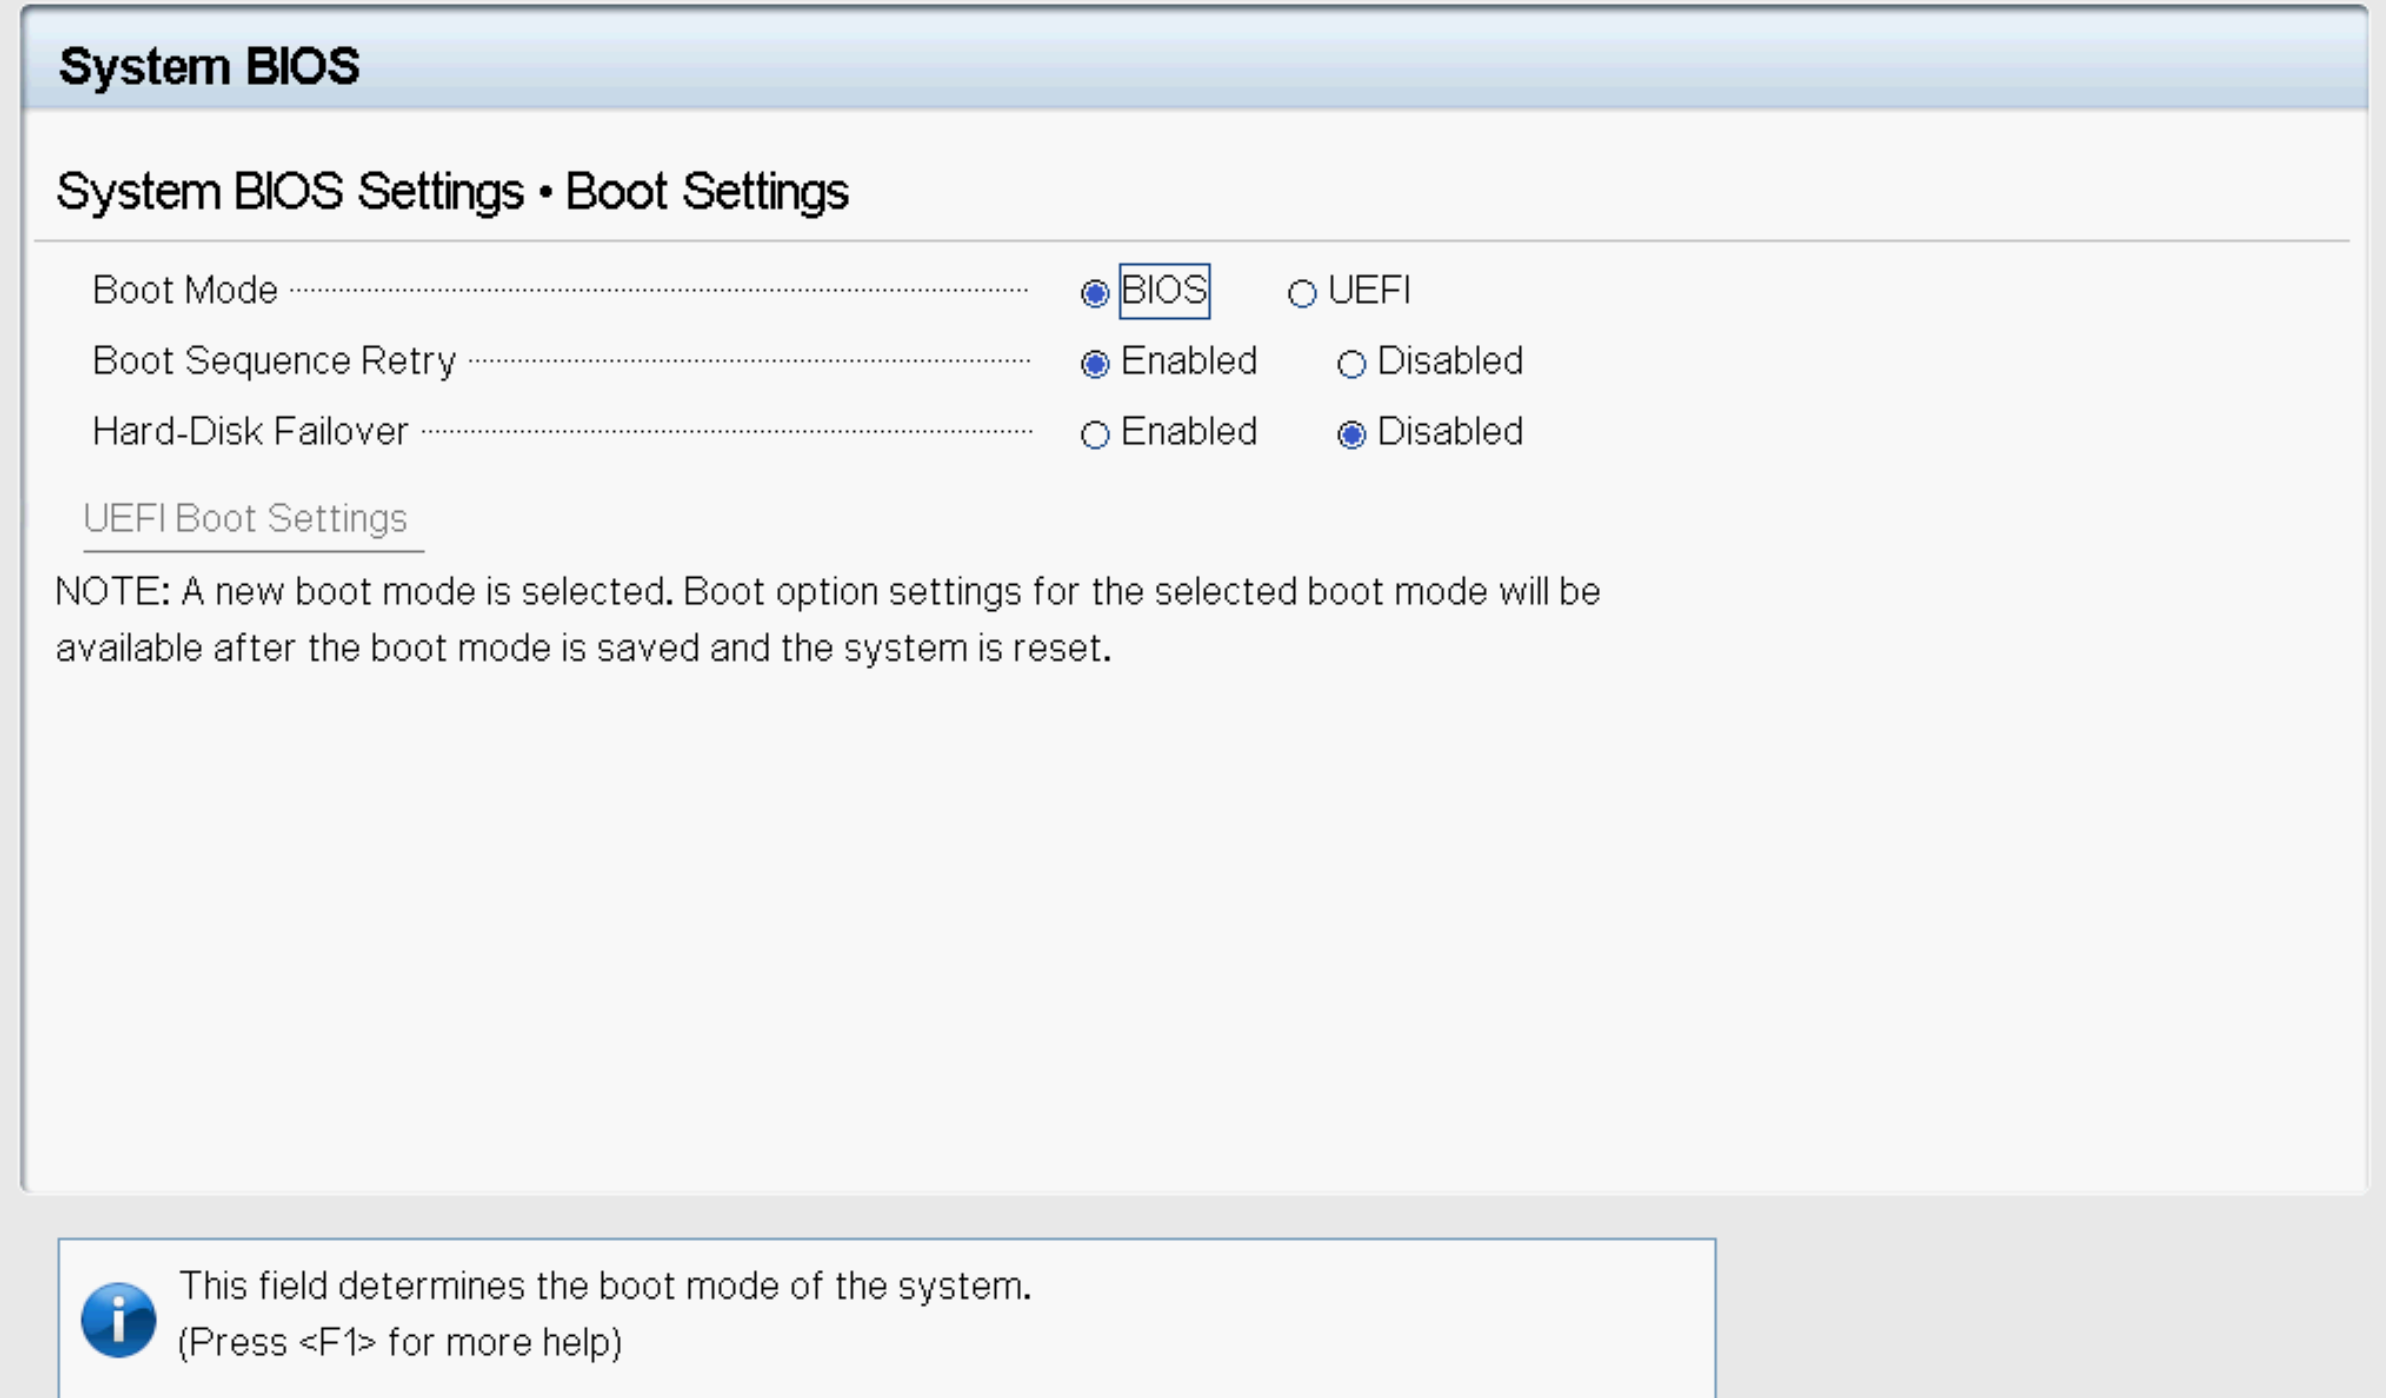 System BIOS
System BIOS Settings • Boot Settings
Boot Mode BIOS UEFI
Boot Sequence Retry Enabled Disabled
Hard-Disk Failover Enabled Disabled
UEFI Boot Settings
NOTE: A new boot mode is selected. Boot option settings for the selected boot mode will be
available after the boot mode is saved and the system is reset.
This field determines the boot mode of the system.
(Press <F1> for more help)